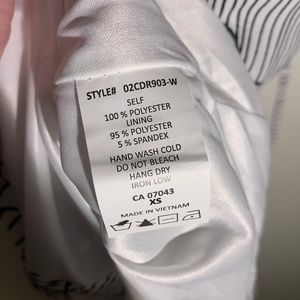 STYLE# 02CDR903-W
SELF
100 % POLYESTER
LINING
95 % POLYESTER
5 % SPANDEX
HAND WASH COLD
DO NOT BLEACH
HANG DRY
IRON LOW
CA 07043
XS
MADE IN VIETNAM